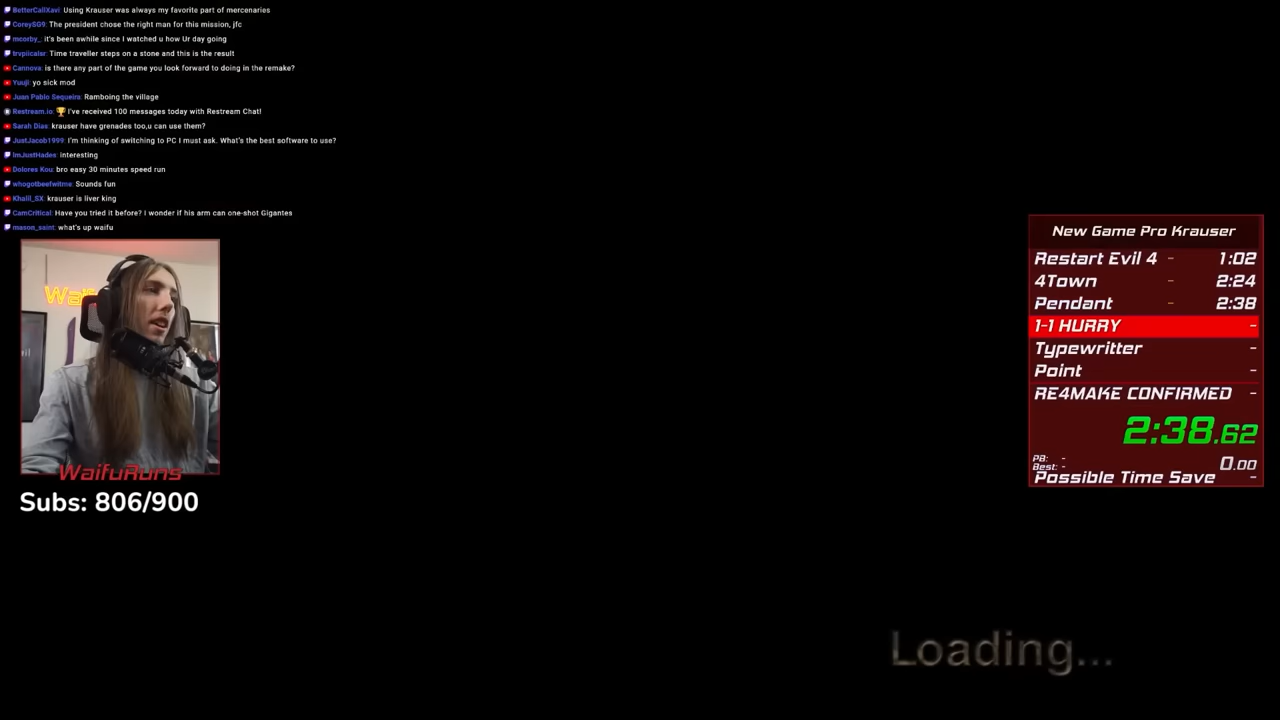 BetterCallXavi: Using Krauser was always my favorite part of mercenaries
CoreySG9: The president chose the right man for this mission, jfc
mcorby_: it's been awhile since I watched u how Ur day going
trvpiicalsr: Time traveller steps on a stone and this is the result
Cannova: is there any part of the game you look forward to doing in the remake?
Yuuji: yo sick mod
Juan Pablo Sequeira: Ramboing the village
Restream.io: 🏆 I've received 100 messages today with Restream Chat!
Sarah Dias: krauser have grenades too,u can use them?
JustJacob1999: I'm thinking of switching to PC I must ask. What's the best software to use?
ImJustHades: interesting
Dolores Kou: bro easy 30 minutes speed run
whogotbeefwitme: Sounds fun
Khalil_SX: krauser is liver king
CamCritical: Have you tried it before? I wonder if his arm can one-shot Gigantes
mason_saint: what's up waifu
WaifuRuns
Subs: 806/900
New Game Pro Krauser
Restart Evil 4 - 1:02
4Town - 2:24
Pendant - 2:38
1-1 HURRY -
Typewritter -
Point -
RE4MAKE CONFIRMED -
2:38.62
PB: -
Best: - 0.00
Possible Time Save -
Loading...